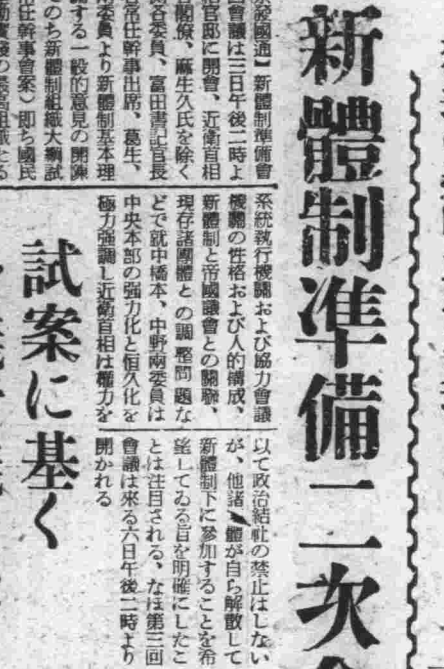 新體制準備二次
試案に基く
國通】新體制準備會
會議は三日午後二時よ
官邸に開會、近衞首相
閣僚、麻生久氏を除く
谷委員、富田書記官長
常任幹事出席、葛生、
兩委員より新體制基本理
する一般的意見の開陳
のち新體制組織大綱試
任幹事會案)卽ち國民
系統執行機關および協力會議
機關の性格および人的構成、
新體制と帝國議會との關聯、
現存諸團體との調整問題な
どで就中橋本、中野兩委員は
中央本部の強力化と恒久化を
極力強調し近衞首相は權力を
以て政治結社の禁止はしない
が、他諸 體が自ら解散して
新體制下に參加することを希
望してゐる旨を明確にしたこ
とは注目される、なほ第三回
會議は來る六日午後二時より
開かれる